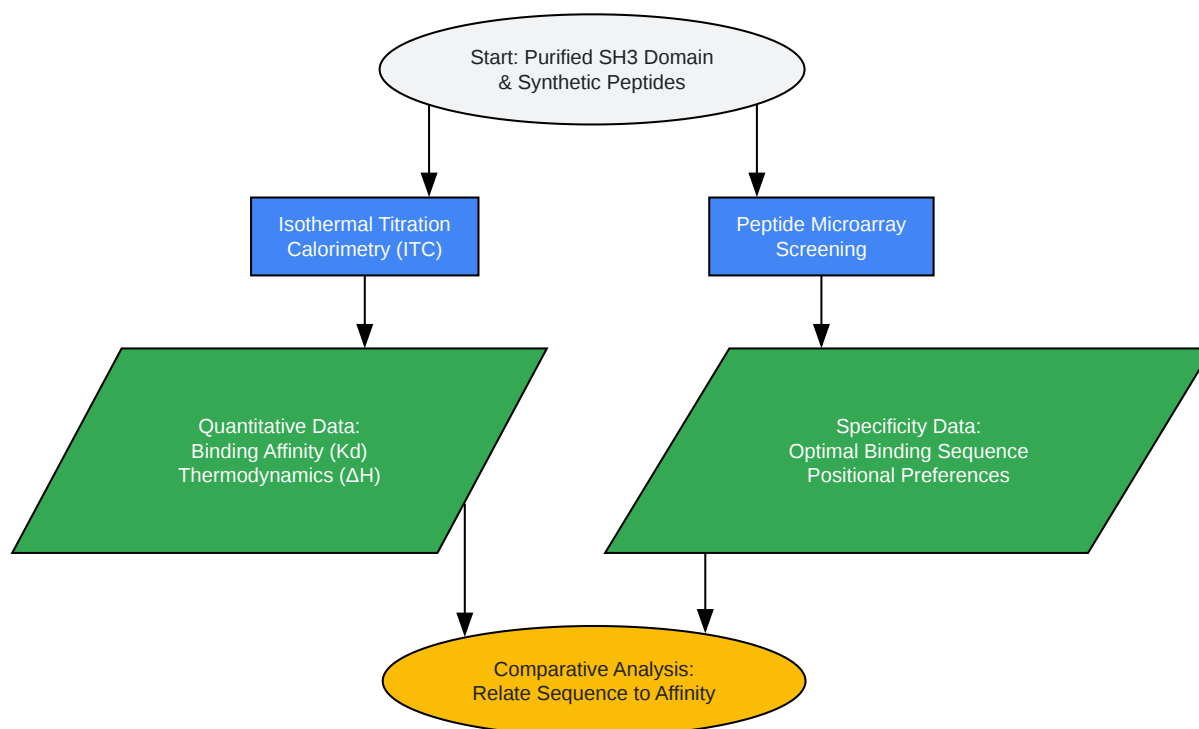 Start: Purified SH3 Domain
& Synthetic Peptides
Isothermal Titration
Calorimetry (ITC)
Peptide Microarray
Screening
Quantitative Data:
Binding Affinity (Kd)
Thermodynamics (ΔH)
Specificity Data:
Optimal Binding Sequence
Positional Preferences
Comparative Analysis:
Relate Sequence to Affinity